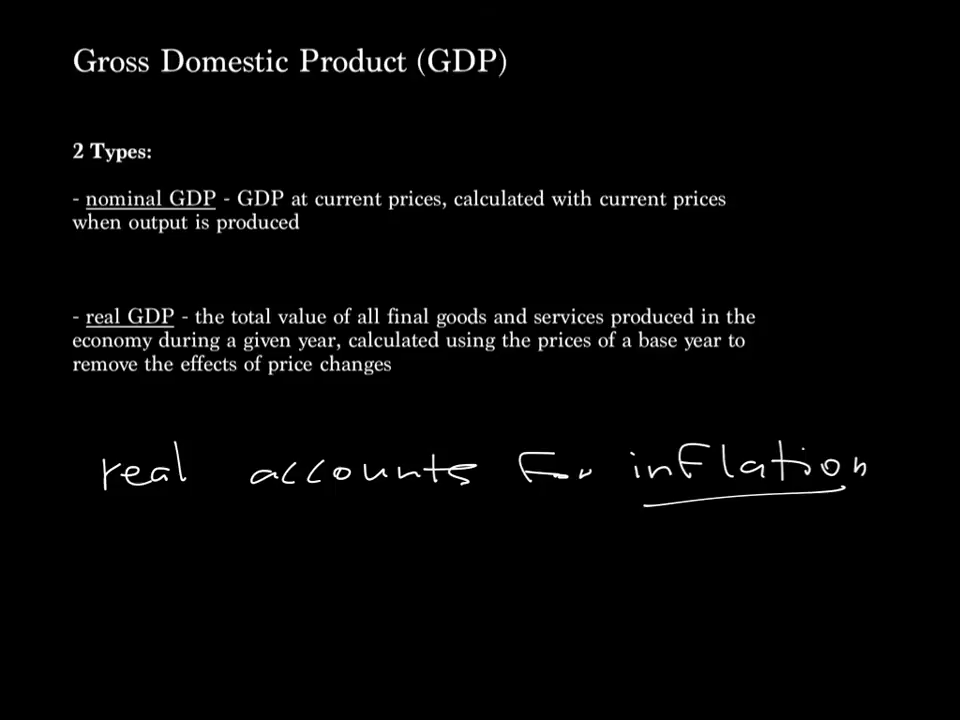 Gross Domestic Product (GDP)
2 Types:
- nominal GDP - GDP at current prices, calculated with current prices
when output is produced
- real GDP - the total value of all final goods and services produced in the
economy during a given year, calculated using the prices of a base year to
remove the effects of price changes
real accounts for inflation